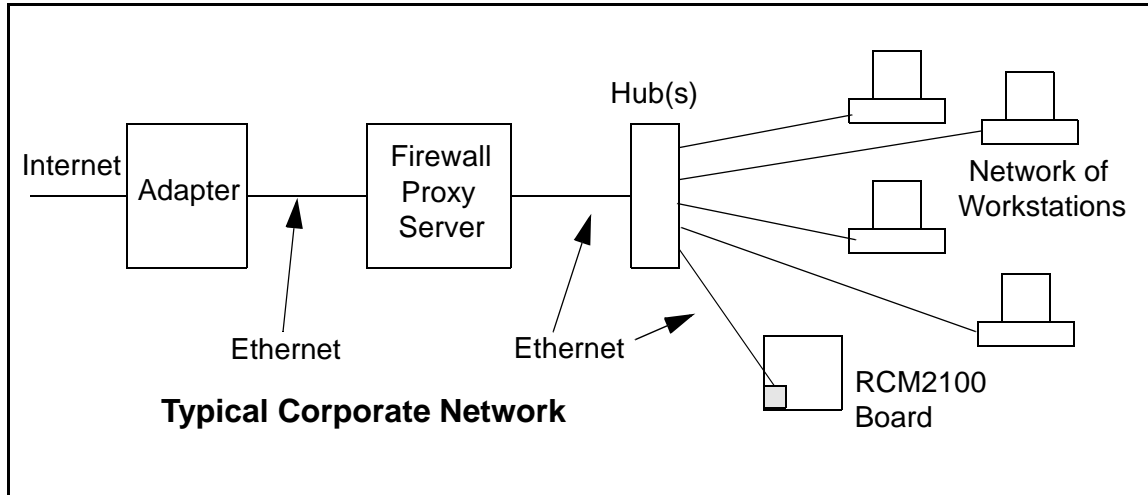 Hub(s)
Internet
Adapter
Firewall
Proxy
Server
Network of
Workstations
Ethernet
Ethernet
RCM2100
Board
Typical Corporate Network